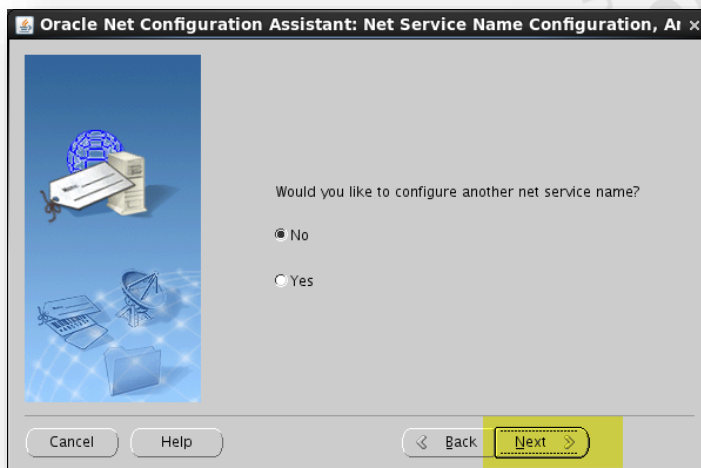 Oracle Net Configuration Assistant: Net Service Name Configuration, Ar
Would you like to configure another net service name?
No
Yes
Cancel
Help
Back
Next